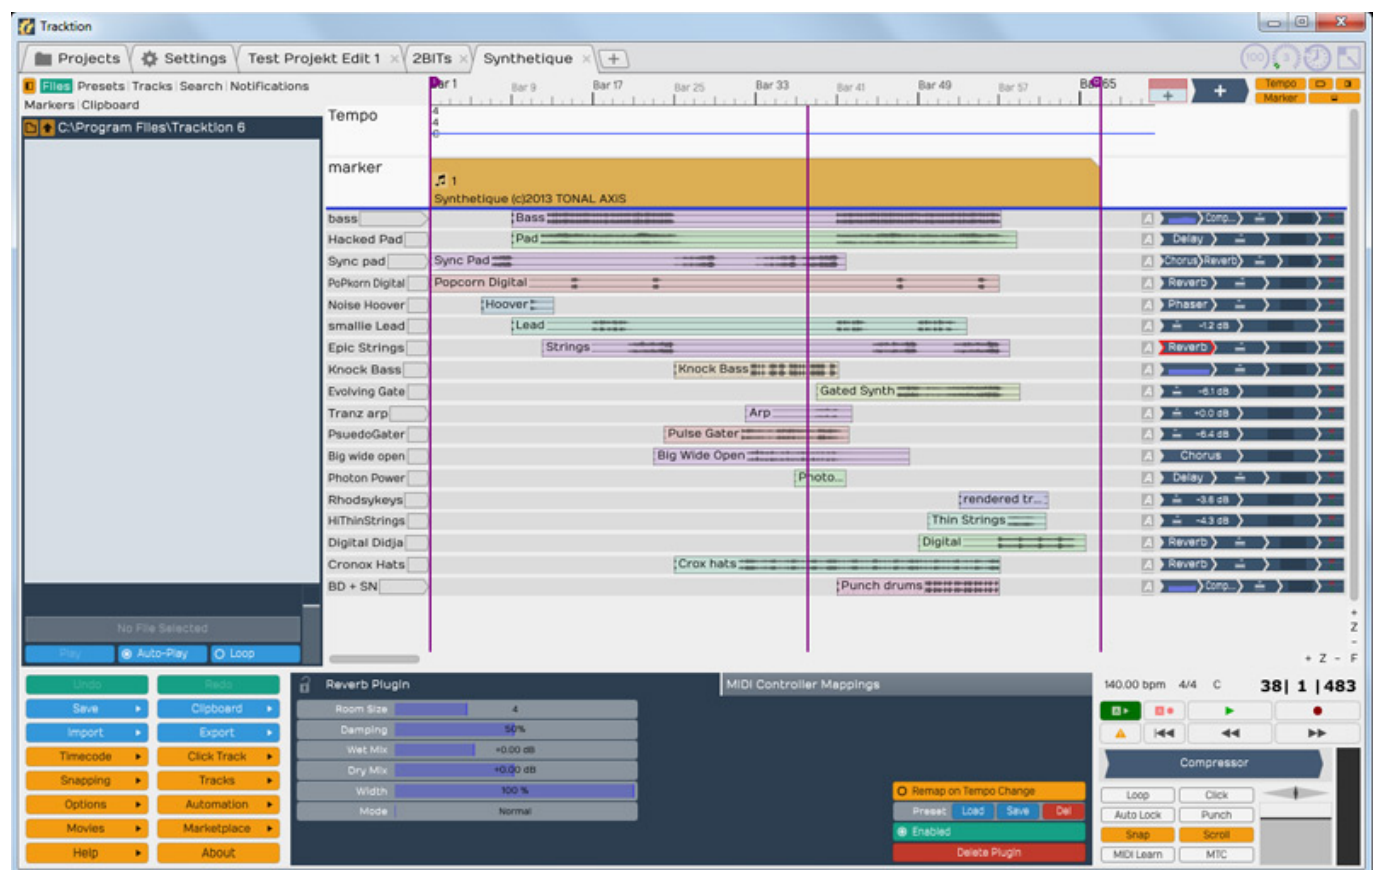 Tracktion
Projects Settings Test Projekt Edit 1 × 2BITs × Synthetique × +
Files Presets Tracks Search Notifications
Markers Clipboard
C:\Program Files\Tracktion 6
No File Selected
Play Auto-Play Loop
Bar 1 Bar 9 Bar 17 Bar 25 Bar 33 Bar 41 Bar 49 Bar 57 Bar 65
Tempo
Marker
Tempo
4
4
C
marker
1
Synthetique (c)2013 TONAL AXiS
bass Bass A Comp...
Hacked Pad Pad A Delay
Sync pad Sync Pad A Chorus Reverb
PoPkorn Digital Popcorn Digital A Reverb
Noise Hoover Hoover A Phaser
smallie Lead Lead A -1.2 dB
Epic Strings Strings A Reverb
Knock Bass Knock Bass A
Evolving Gate Gated Synth A -6.1 dB
Tranz arp Arp A +0.0 dB
PsuedoGater Pulse Gater A -6.4 dB
Big wide open Big Wide Open A Chorus
Photon Power Photo... A Delay
Rhodsykeys rendered tr... A -3.6 dB
HiThinStrings Thin Strings A -4.3 dB
Digital Didja Digital A Reverb
Cronox Hats Crox hats A Reverb
BD + SN Punch drums A Comp...
+
Z
-
+ Z - F
Undo Redo
Save Clipboard
Import Export
Timecode Click Track
Snapping Tracks
Options Automation
Movies Marketplace
Help About
Reverb Plugin MIDI Controller Mappings
Room Size 4
Damping 50%
Wet Mix +0.00 dB
Dry Mix +0.00 dB
Width 100 %
Mode Normal
Remap on Tempo Change
Preset Load Save Del
Enabled
Delete Plugin
140.00 bpm 4/4 C 38| 1 |483
Compressor
Loop Click
Auto Lock Punch
Snap Scroll
MIDI Learn MTC